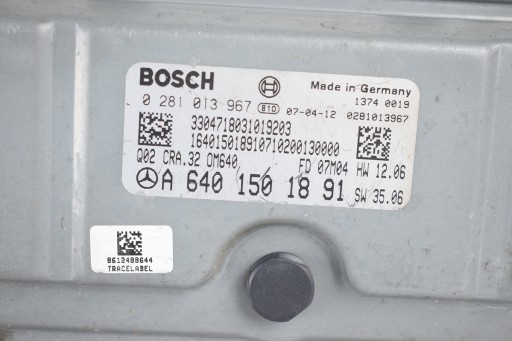 BOSCH Made in Germany
0 281 013 967 810 07-04-12 1374 0019
0281013967
3304718031019203
164015018910710200130000
Q02 CRA.32 OM640 FD 07M04 HW 12.06
A 640 150 18 91 SW 35.06
8612488644
TRACELABEL